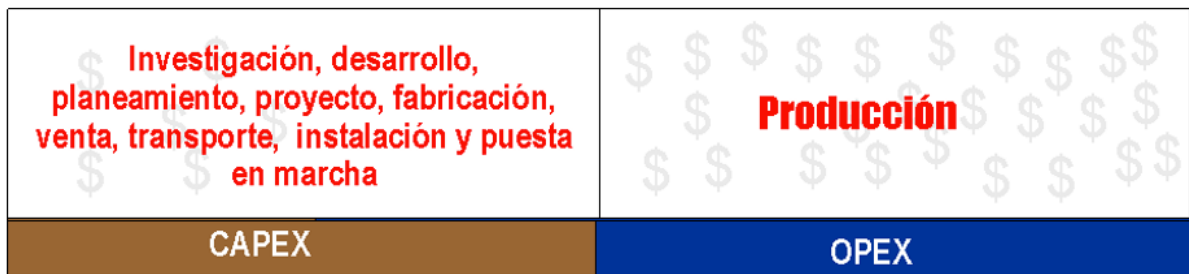 Investigación, desarrollo,
planeamiento, proyecto, fabricación,
venta, transporte, instalación y puesta
en marcha
Producción
CAPEX
OPEX